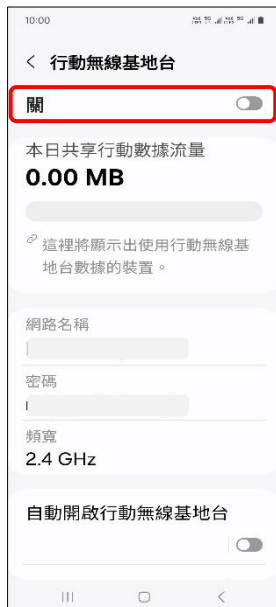 10:00
行動無線基地台
關
本日共享行動數據流量
0.00 MB
這裡將顯示出使用行動無線基
地台數據的裝置。
網路名稱
密碼
頻寬
2.4 GHz
自動開啟行動無線基地台